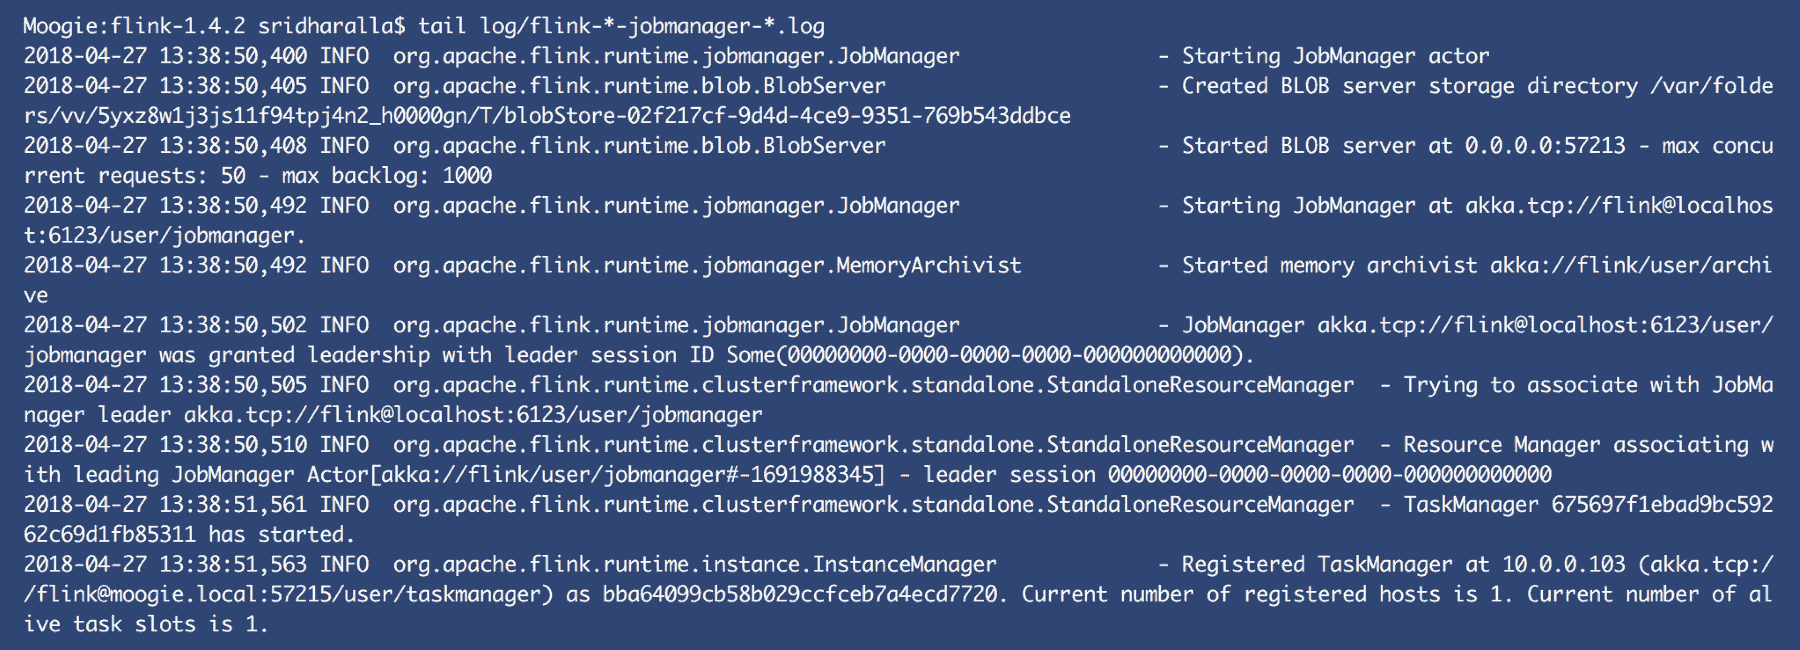 Moogie:flink-1.4.2 sridharalla$ tail log/flink-*-jobmanager-*.log
2018-04-27 13:38:50,400 INFO  org.apache.flink.runtime.jobmanager.JobManager                - Starting JobManager actor
2018-04-27 13:38:50,405 INFO  org.apache.flink.runtime.blob.BlobServer                      - Created BLOB server storage directory /var/folde
rs/vv/5yxz8w1j3js11f94tpj4n2_h0000gn/T/blobStore-02f217cf-9d4d-4ce9-9351-769b543ddbce
2018-04-27 13:38:50,408 INFO  org.apache.flink.runtime.blob.BlobServer                      - Started BLOB server at 0.0.0.0:57213 - max concu
rrent requests: 50 - max backlog: 1000
2018-04-27 13:38:50,492 INFO  org.apache.flink.runtime.jobmanager.JobManager                - Starting JobManager at akka.tcp://flink@localhos
t:6123/user/jobmanager.
2018-04-27 13:38:50,492 INFO  org.apache.flink.runtime.jobmanager.MemoryArchivist           - Started memory archivist akka://flink/user/archi
ve
2018-04-27 13:38:50,502 INFO  org.apache.flink.runtime.jobmanager.JobManager                - JobManager akka.tcp://flink@localhost:6123/user/
jobmanager was granted leadership with leader session ID Some(00000000-0000-0000-0000-000000000000).
2018-04-27 13:38:50,505 INFO  org.apache.flink.runtime.clusterframework.standalone.StandaloneResourceManager  - Trying to associate with JobMa
nager leader akka.tcp://flink@localhost:6123/user/jobmanager
2018-04-27 13:38:50,510 INFO  org.apache.flink.runtime.clusterframework.standalone.StandaloneResourceManager  - Resource Manager associating w
ith leading JobManager Actor[akka://flink/user/jobmanager#-1691988345] - leader session 00000000-0000-0000-0000-000000000000
2018-04-27 13:38:51,561 INFO  org.apache.flink.runtime.clusterframework.standalone.StandaloneResourceManager  - TaskManager 675697f1ebad9bc592
62c69d1fb85311 has started.
2018-04-27 13:38:51,563 INFO  org.apache.flink.runtime.instance.InstanceManager             - Registered TaskManager at 10.0.0.103 (akka.tcp:/
/flink@moogie.local:57215/user/taskmanager) as bba64099cb58b029ccfceb7a4ecd7720. Current number of registered hosts is 1. Current number of al
ive task slots is 1.